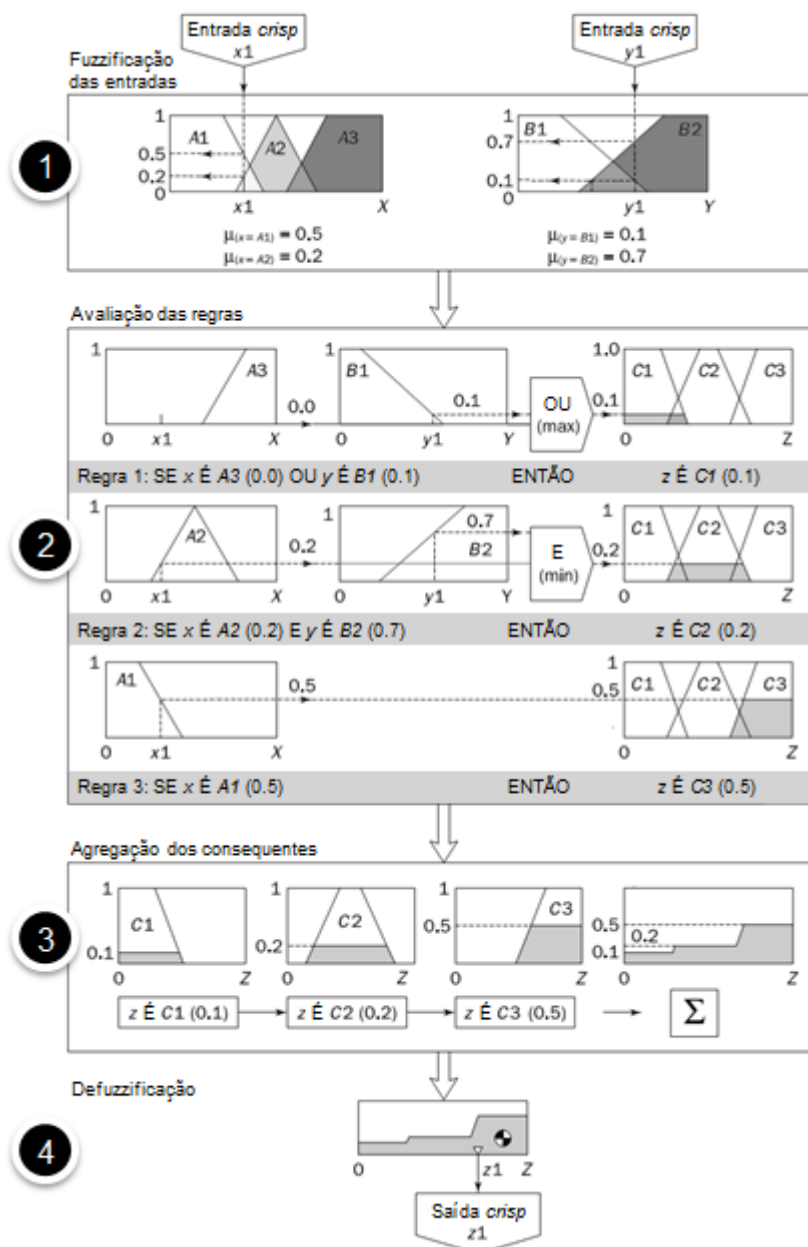 Entrada crisp
x1
Entrada crisp
y1
Fuzzificação
das entradas
1
1
0.5
0.2
0
A1
A2
A3
x1
X
1
0.7
0.1
0
B1
B2
y1
Y
μ(x = A1) = 0.5
μ(x = A2) = 0.2
μ(y = B1) = 0.1
μ(y = B2) = 0.7
Avaliação das regras
2
1
A3
0
x1
X
0.0
1
B1
0
y1
Y
0.1
OU
(max)
1.0
0.1
C1
C2
C3
0
Z
Regra 1: SE x É A3 (0.0) OU y É B1 (0.1) ENTÃO z É C1 (0.1)
1
A2
0
x1
X
0.2
1
0.7
B2
0
y1
Y
E
(min)
1
0.2
C1
C2
C3
0
Z
Regra 2: SE x É A2 (0.2) E y É B2 (0.7) ENTÃO z É C2 (0.2)
1
A1
0
x1
X
0.5
1
0.5
C1
C2
C3
0
Z
Regra 3: SE x É A1 (0.5) ENTÃO z É C3 (0.5)
Agregação dos consequentes
3
1
C1
0.1
0
Z
1
C2
0.2
0
Z
1
C3
0.5
0
Z
1
0.5
0.2
0.1
0
Z
z É C1 (0.1)
z É C2 (0.2)
z É C3 (0.5)
Σ
Defuzzificação
4
0
z1
Z
Saída crisp
z1